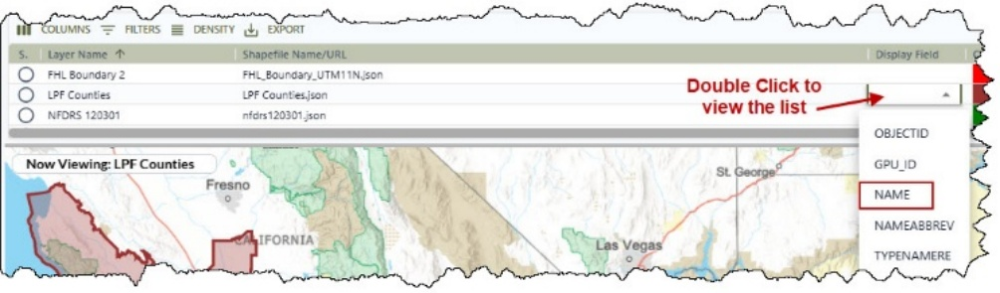 COLUMNS FILTERS DENSITY EXPORT
S. Layer Name ↑ Shapefile Name/URL Display Field
FHL Boundary 2 FHL_Boundary_UTM11N.json
LPF Counties LPF Counties.json
NFDRS 120301 nfdrs120301.json
Double Click to
view the list
OBJECTID
GPU_ID
NAME
NAMEABBREV
TYPENAMERE
Now Viewing: LPF Counties
Fresno
St. George
Las Vegas